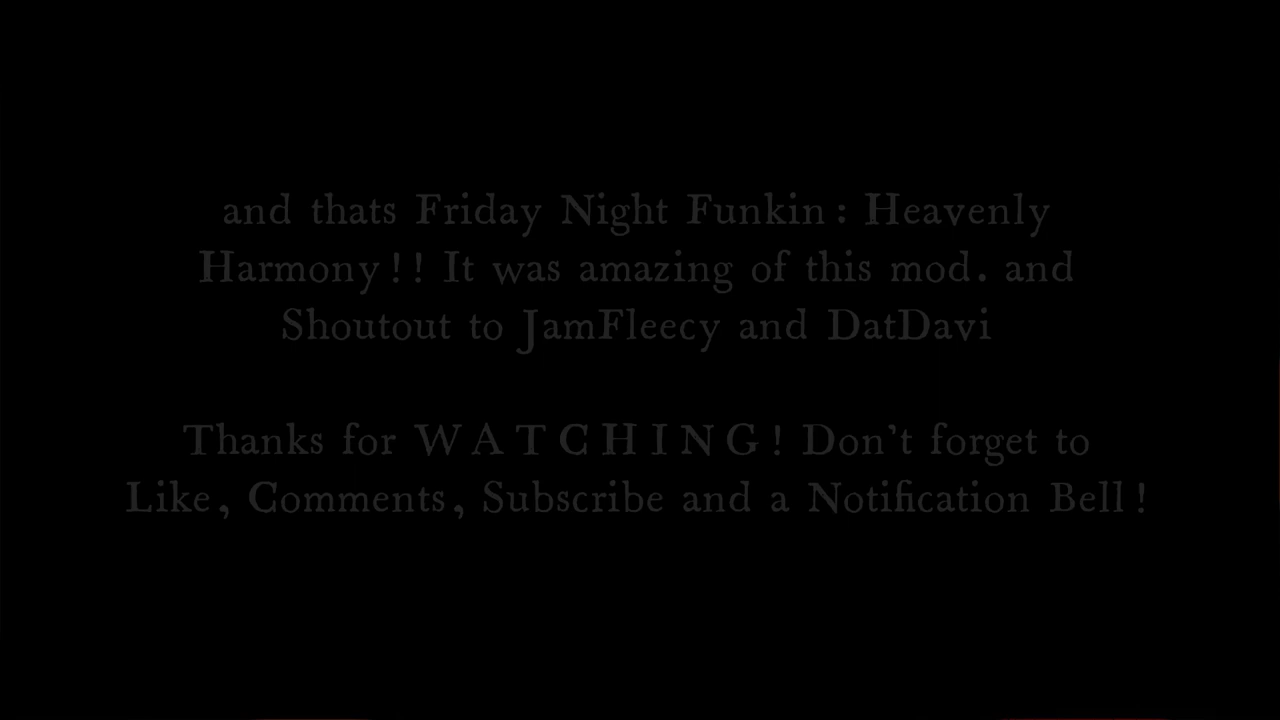 and thats Friday Night Funkin: Heavenly
Harmony!! It was amazing of this mod. and
Shoutout to JamFleecy and DatDavi
Thanks for WATCHING! Don't forget to
Like, Comments, Subscribe and a Notification Bell!